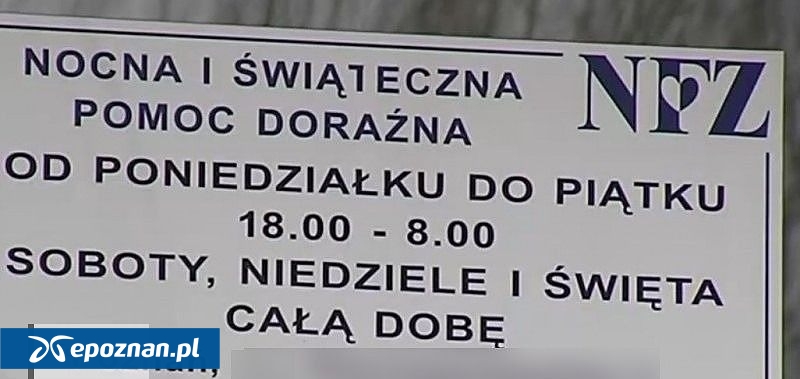 NOCNA I ŚWIĄTECZNA
NFZ
POMOC DORAŹNA
OD PONIEDZIAŁKU DO PIĄTKU
18.00 - 8.00
SOBOTY, NIEDZIELE I ŚWIĘTA
CAŁĄ DOBĘ
epoznan.pl